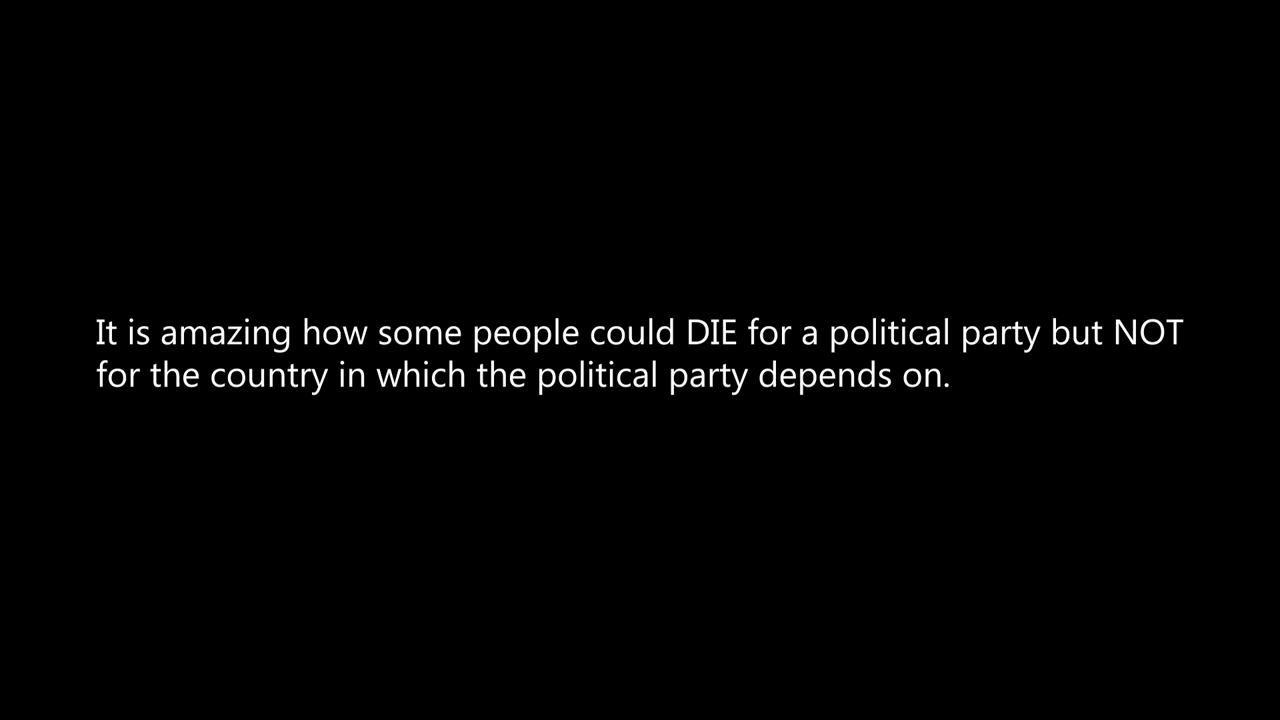 It is amazing how some people could DIE for a political party but NOT
for the country in which the political party depends on.